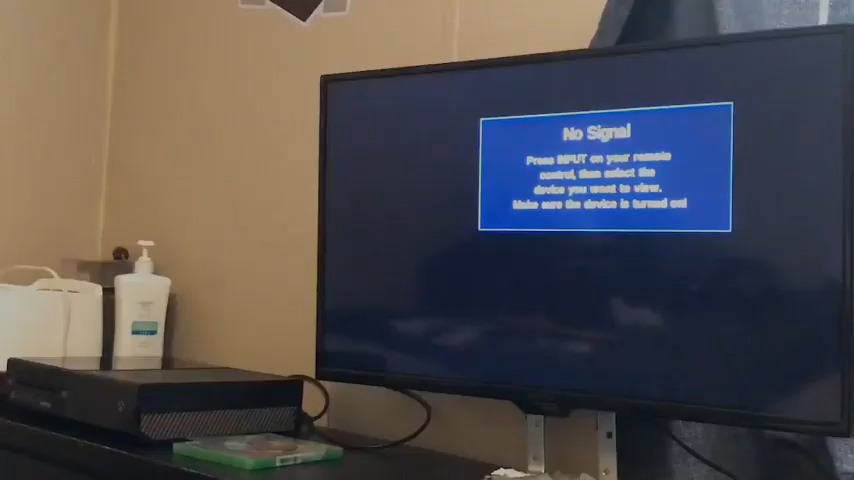 No Signal
Press INPUT on your remote
control, then select the
device you want to view.
Make sure the device is turned on!